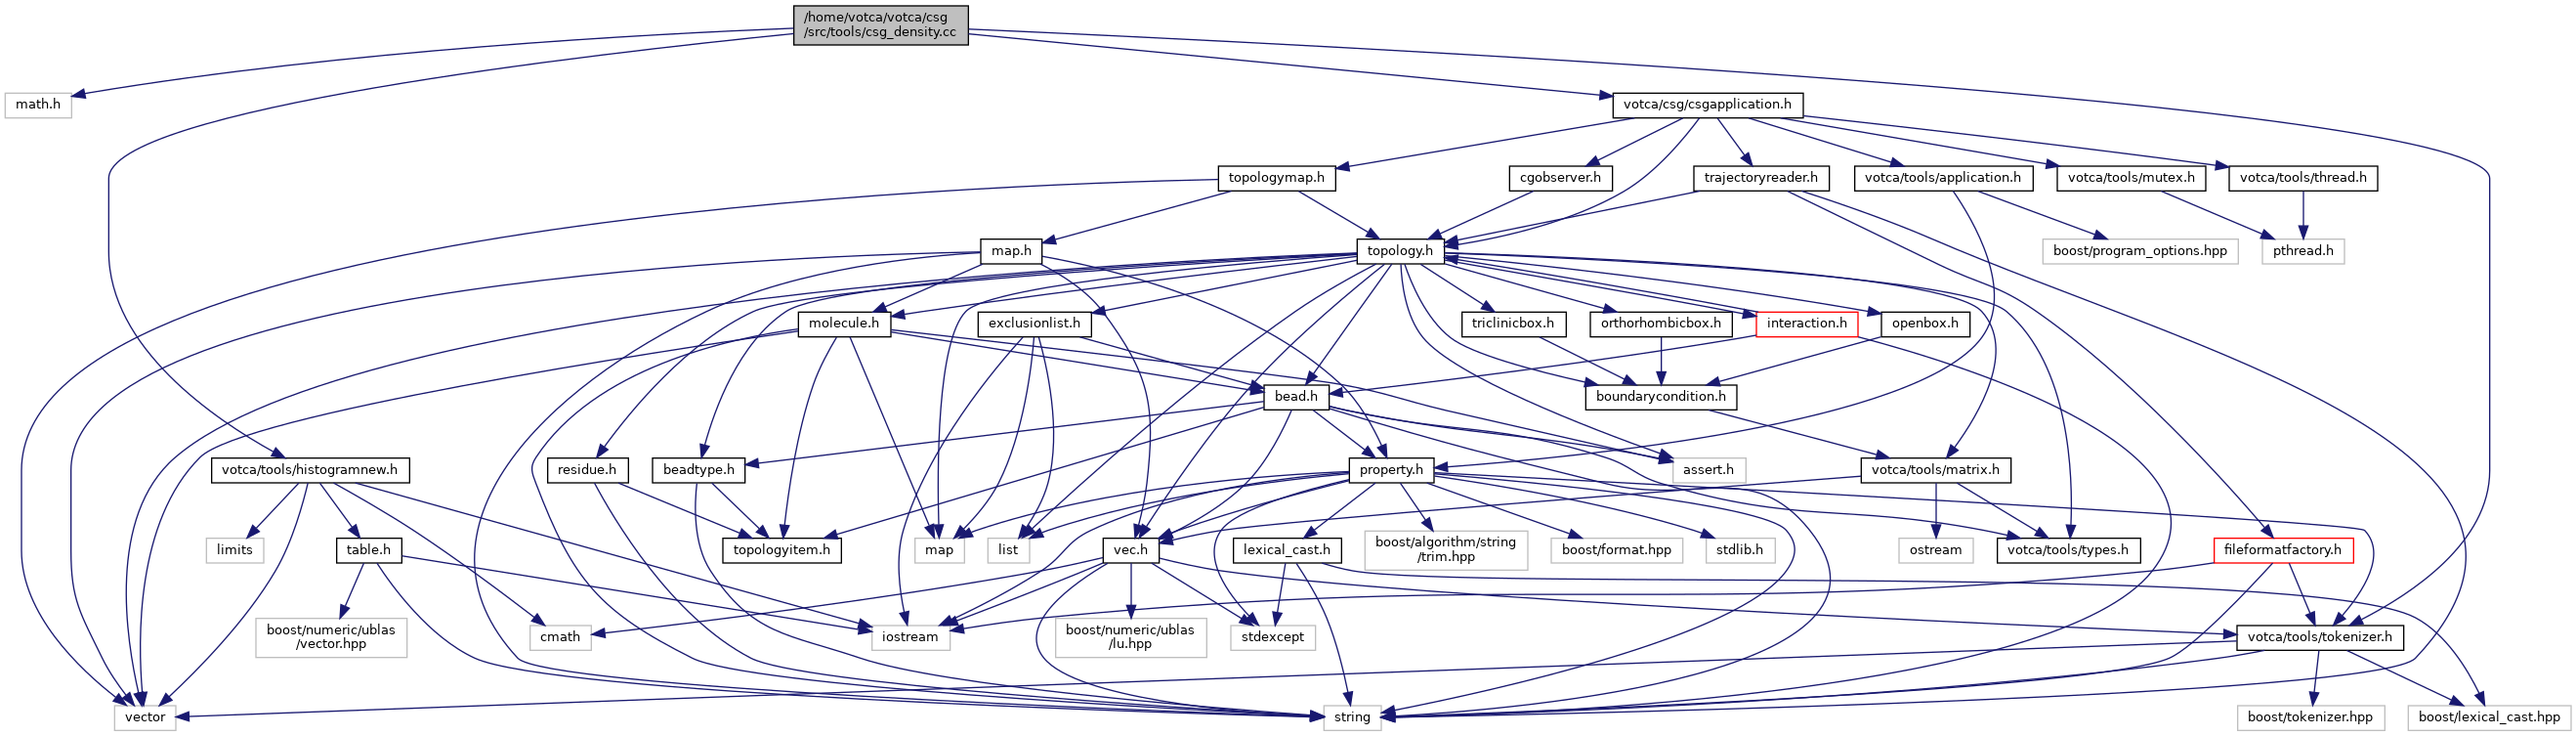 /home/votca/votca/csg
/src/tools/csg_density.cc
math.h
votca/csg/csgapplication.h
topologymap.h
cgobserver.h
trajectoryreader.h
votca/tools/application.h
votca/tools/mutex.h
votca/tools/thread.h
map.h
topology.h
boost/program_options.hpp
pthread.h
molecule.h
exclusionlist.h
triclinicbox.h
orthorhombicbox.h
interaction.h
openbox.h
bead.h
boundarycondition.h
votca/tools/histogramnew.h
residue.h
beadtype.h
property.h
assert.h
votca/tools/matrix.h
limits
table.h
topologyitem.h
map
list
vec.h
lexical_cast.h
boost/algorithm/string
/trim.hpp
boost/format.hpp
stdlib.h
ostream
votca/tools/types.h
fileformatfactory.h
boost/numeric/ublas
/vector.hpp
cmath
iostream
boost/numeric/ublas
/lu.hpp
stdexcept
votca/tools/tokenizer.h
vector
string
boost/tokenizer.hpp
boost/lexical_cast.hpp